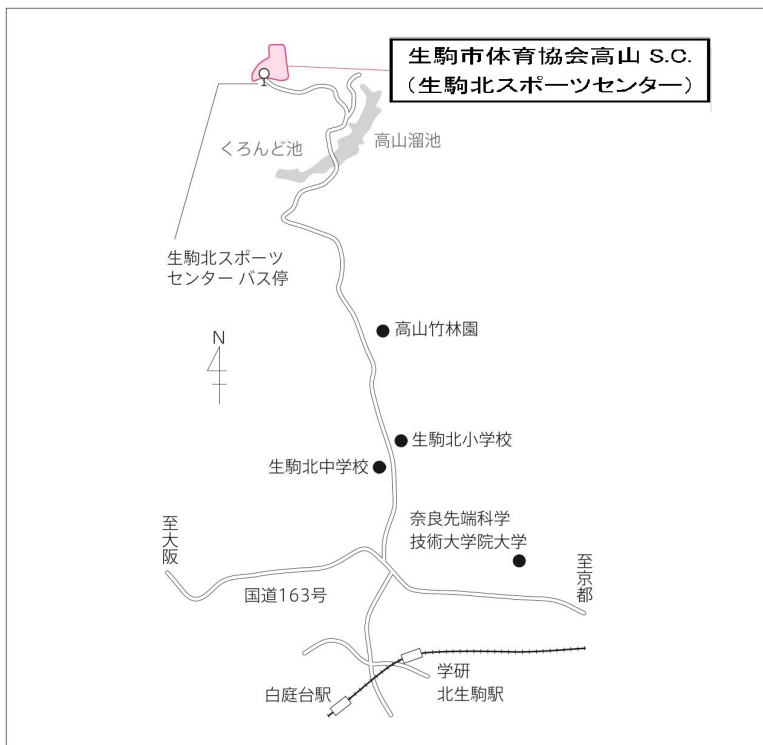 生駒市体育協会高山 S.C.
(生駒北スポーツセンター)
くろんど池
高山溜池
生駒北スポーツ
センター バス停
N
高山竹林園
生駒北小学校
生駒北中学校
奈良先端科学
技術大学院大学
至大阪
至京都
国道163号
学研
北生駒駅
白庭台駅